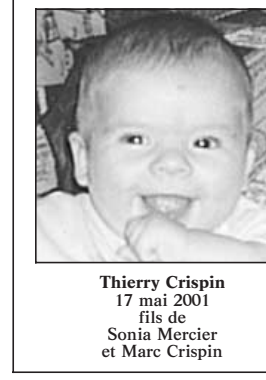 Thierry Crispin
17 mai 2001
fils de
Sonia Mercier
et Marc Crispin